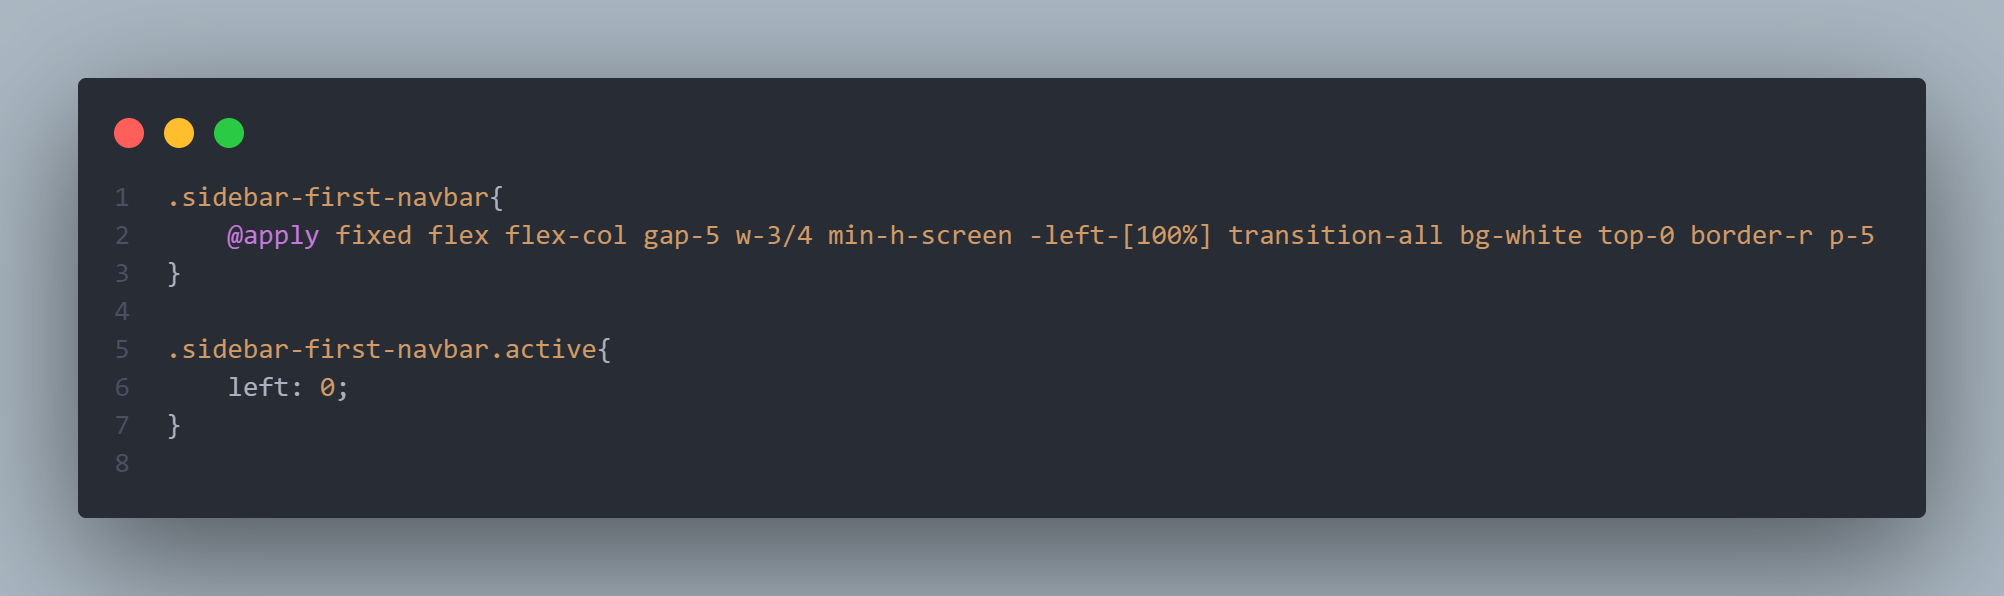 1 .sidebar-first-navbar{
2     @apply fixed flex flex-col gap-5 w-3/4 min-h-screen -left-[100%] transition-all bg-white top-0 border-r p-5
3 }
4
5 .sidebar-first-navbar.active{
6     left: 0;
7 }
8